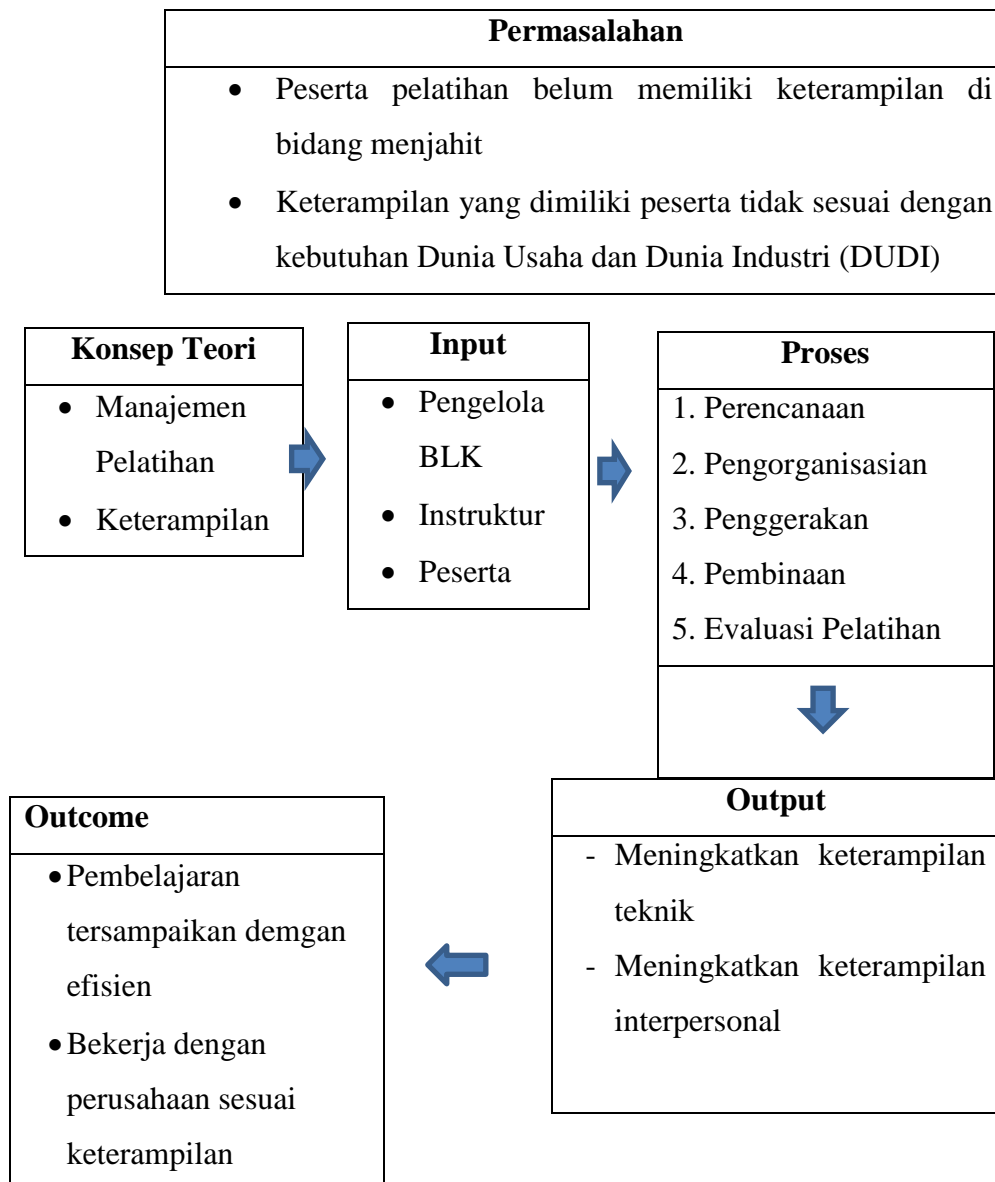 Permasalahan
• Peserta pelatihan belum memiliki keterampilan di
bidang menjahit
• Keterampilan yang dimiliki peserta tidak sesuai dengan
kebutuhan Dunia Usaha dan Dunia Industri (DUDI)
Konsep Teori
• Manajemen
Pelatihan
• Keterampilan
Input
• Pengelola
BLK
• Instruktur
• Peserta
Proses
1. Perencanaan
2. Pengorganisasian
3. Penggerakan
4. Pembinaan
5. Evaluasi Pelatihan
Output
- Meningkatkan keterampilan
teknik
- Meningkatkan keterampilan
interpersonal
Outcome
• Pembelajaran
tersampaikan demgan
efisien
• Bekerja dengan
perusahaan sesuai
keterampilan